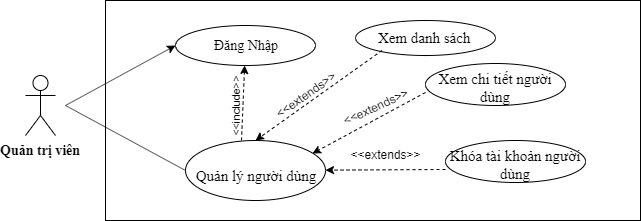 Đăng Nhập
Xem danh sách
<<extends>>
<<include>>
Xem chi tiết người
dùng
<<extends>>
Quản trị viên
Quản lý người dùng
<<extends>>
Khóa tài khoản người
dùng